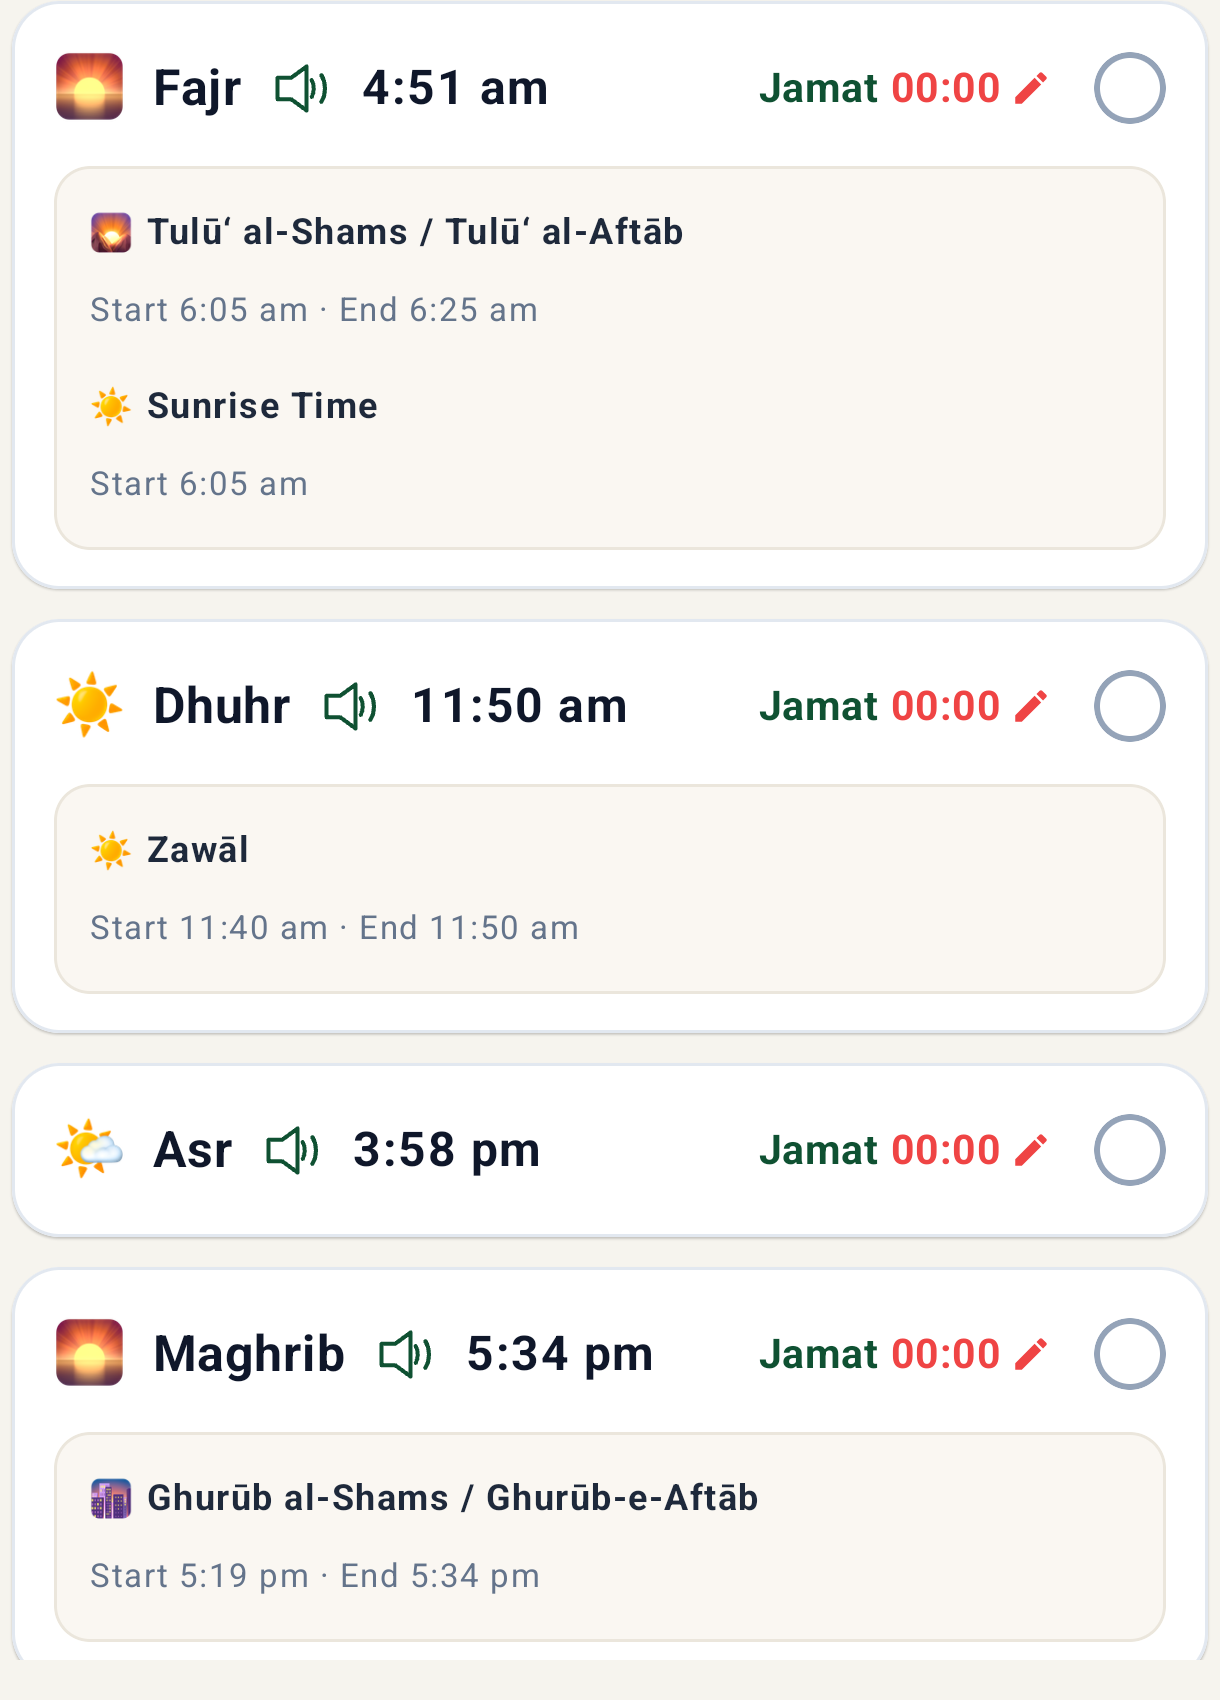 Fajr 4:51 am Jamat 00:00
Tulū‘ al-Shams / Tulū‘ al-Aftāb
Start 6:05 am · End 6:25 am
Sunrise Time
Start 6:05 am
Dhuhr 11:50 am Jamat 00:00
Zawāl
Start 11:40 am · End 11:50 am
Asr 3:58 pm Jamat 00:00
Maghrib 5:34 pm Jamat 00:00
Ghurūb al-Shams / Ghurūb-e-Aftāb
Start 5:19 pm · End 5:34 pm